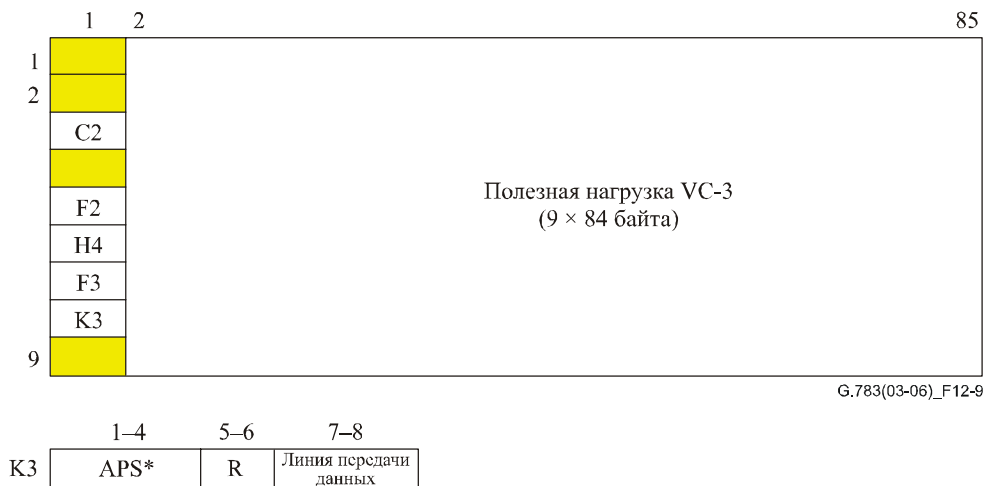 1 2 85
1
2
C2
Полезная нагрузка VC-3
(9 × 84 байта)
F2
H4
F3
K3
9
G.783(03-06)_F12-9
1–4 5–6 7–8
K3 APS* R Линия передачи
данных